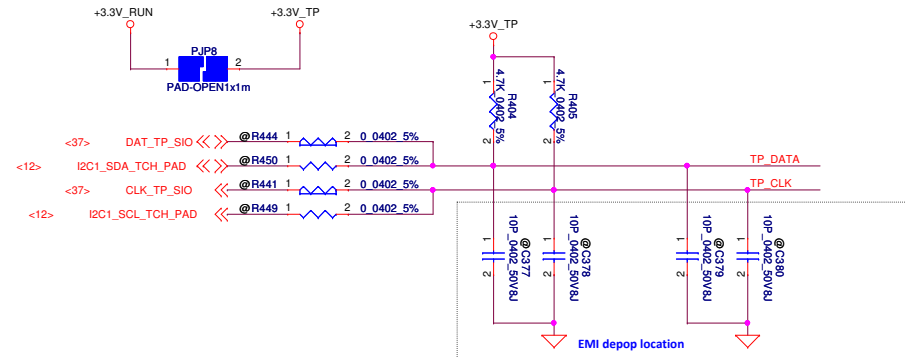 +3.3V_RUN
+3.3V_TP
PJP8
1
2
PAD-OPEN1x1m
+3.3V_TP
1
4.7K_0402_5%
R404
2
1
4.7K_0402_5%
R405
2
<37>
DAT_TP_SIO
@R444
1
2
0_0402_5%
<12>
I2C1_SDA_TCH_PAD
@R450
1
2
0_0402_5%
TP_DATA
<37>
CLK_TP_SIO
@R441
1
2
0_0402_5%
TP_CLK
<12>
I2C1_SCL_TCH_PAD
@R449
1
2
0_0402_5%
1
2
10P_0402_50V8J
@C377
1
2
10P_0402_50V8J
@C378
1
2
10P_0402_50V8J
@C379
1
2
10P_0402_50V8J
@C380
EMI depop location